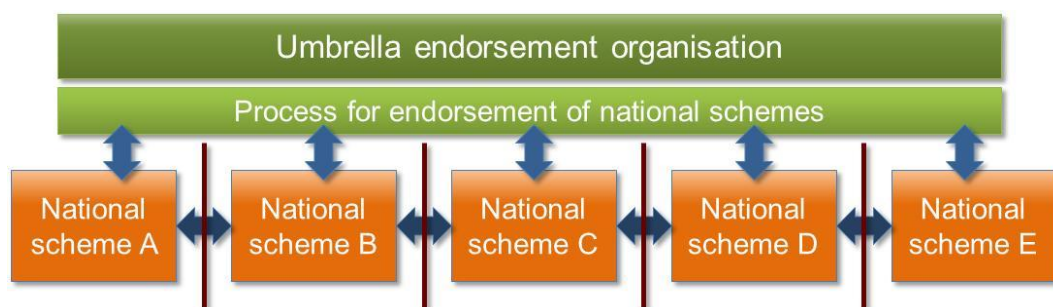 Umbrella endorsement organisation
Process for endorsement of national schemes
National
scheme A
National
scheme B
National
scheme C
National
scheme D
National
scheme E